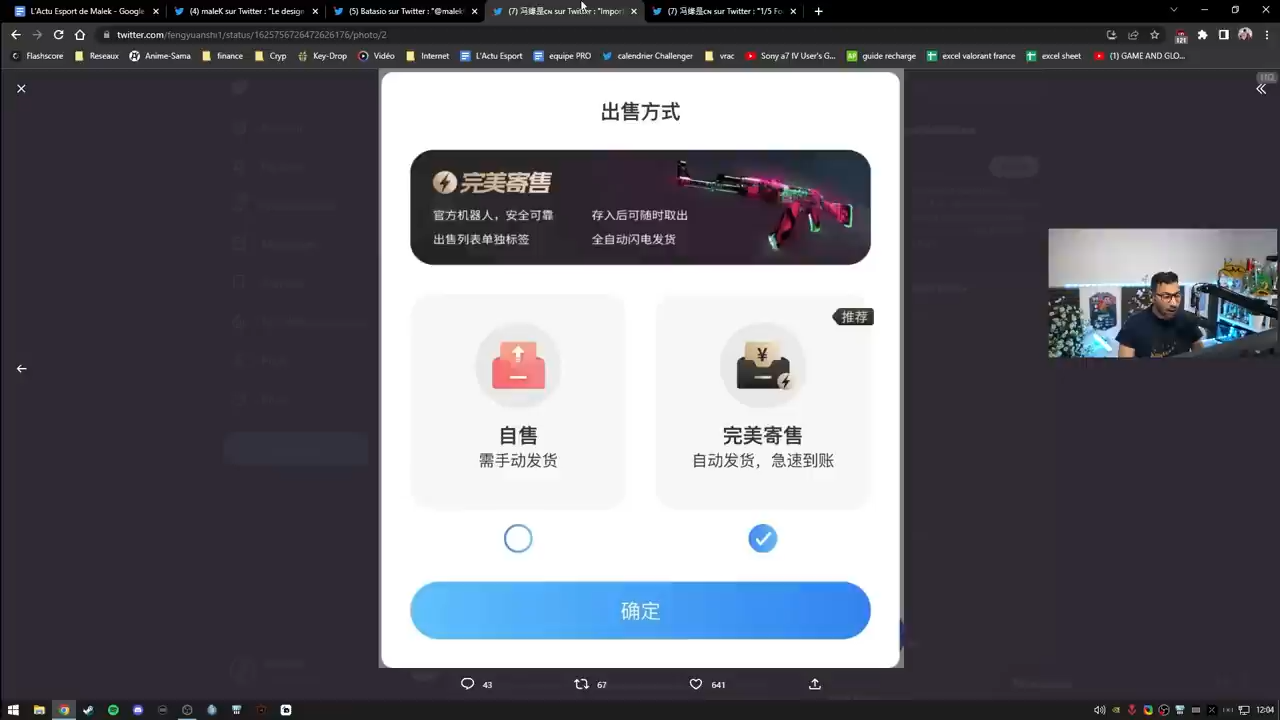 L'Actu Esport de Malek - Google
(4) maleK sur Twitter : "Le design
(5) Batasio sur Twitter : "@malek
(7) 冯缘是cɴ sur Twitter : "Import
(7) 冯缘是cɴ sur Twitter : "1/5 Fo
twitter.com/fengyuanshi1/status/1625756726472626176/photo/2
Flashscore
Reseaux
Anime-Sama
finance
Cryp
Key-Drop
Vidéo
Internet
L'Actu Esport
equipe PRO
calendrier Challenger
vrac
Sony a7 IV User's G...
guide recharge
excel valorant france
excel sheet
(1) GAME AND GLO...
出售方式
完美寄售
官方机器人，安全可靠 存入后可随时取出
出售列表单独标签 全自动闪电发货
推荐
¥
自售 完美寄售
需手动发货 自动发货，急速到账
确定
43 67 641
12:04